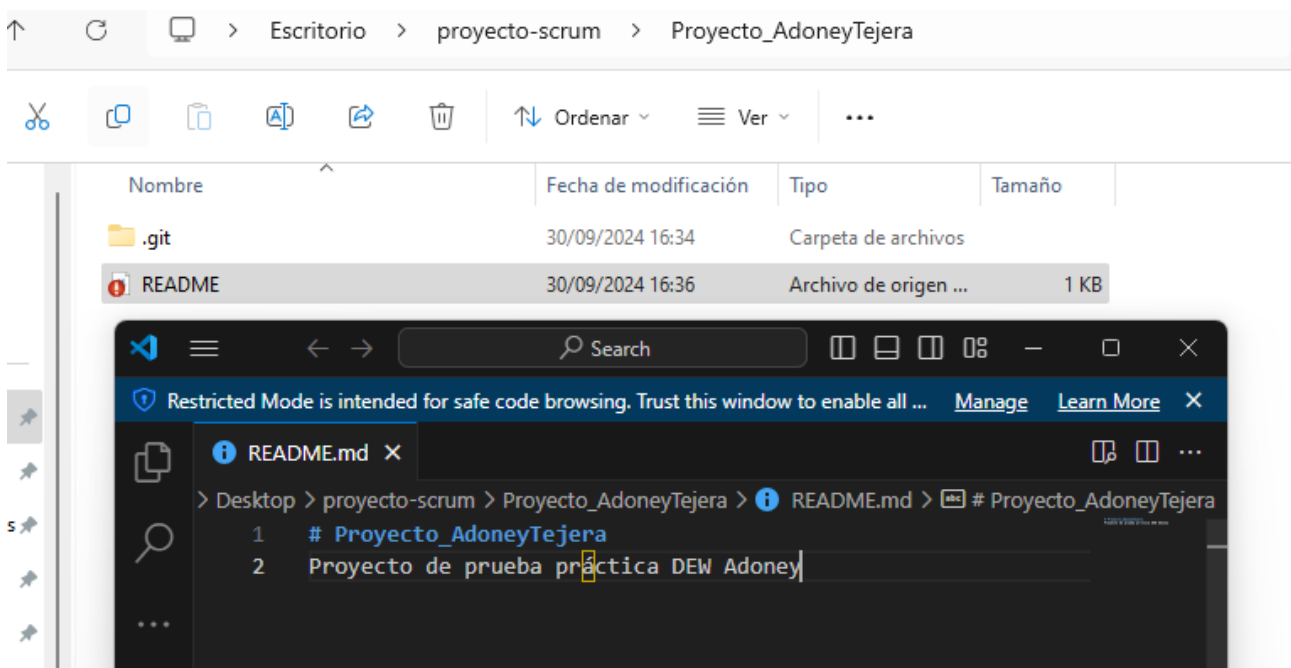 Escritorio > proyecto-scrum > Proyecto_AdoneyTejera
Ordenar Ver ...
Nombre Fecha de modificación Tipo Tamaño
.git 30/09/2024 16:34 Carpeta de archivos
README 30/09/2024 16:36 Archivo de origen ... 1 KB
Search
Restricted Mode is intended for safe code browsing. Trust this window to enable all ... Manage Learn More
README.md
> Desktop > proyecto-scrum > Proyecto_AdoneyTejera > README.md > # Proyecto_AdoneyTejera
1 # Proyecto_AdoneyTejera
s
2 Proyecto de prueba práctica DEW Adoney